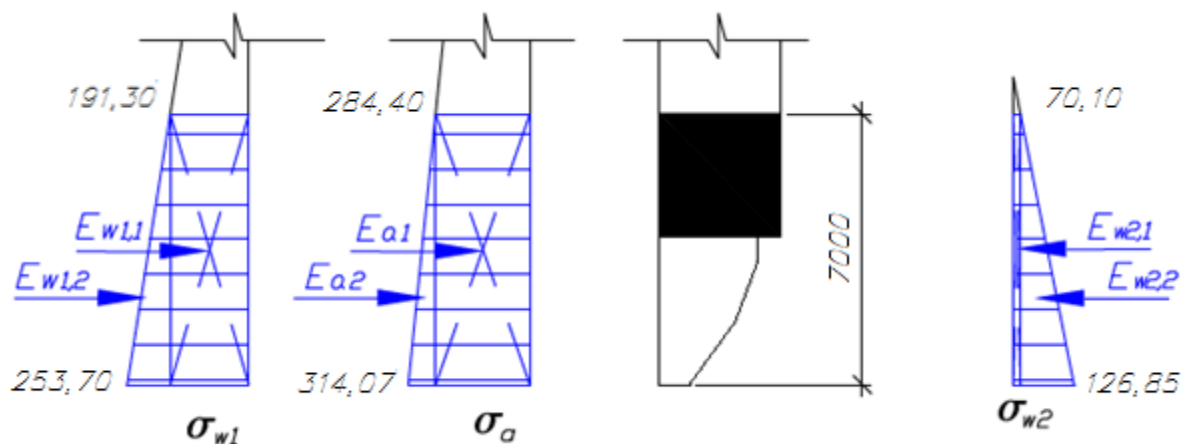 191,30
284,40
70,10
Ew1,1
Ea1
7000
Ew2,1
Ew1,2
Ea2
Ew2,2
253,70
314,07
126,85
σw1
σa
σw2